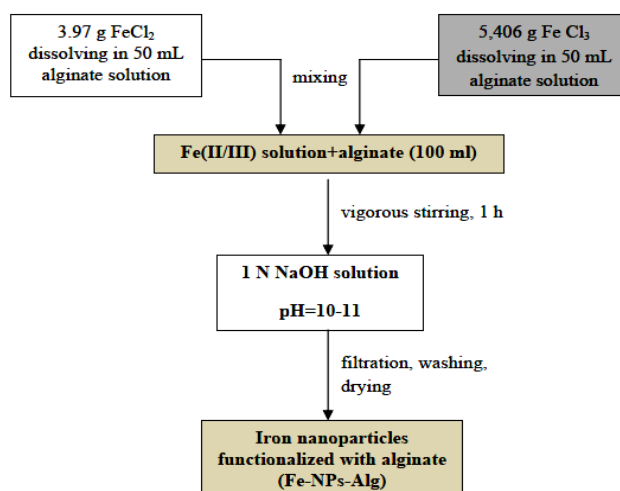 3.97 g FeCl₂
dissolving in 50 mL
alginate solution
5,406 g Fe Cl₃
dissolving in 50 mL
alginate solution
mixing
Fe(II/III) solution+alginate (100 ml)
vigorous stirring, 1 h
1 N NaOH solution
pH=10-11
filtration, washing,
drying
Iron nanoparticles
functionalized with alginate
(Fe-NPs-Alg)